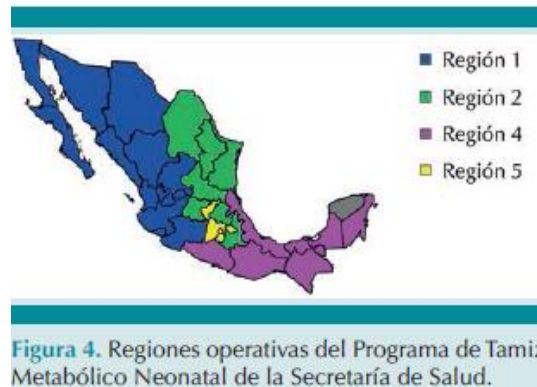 Región 1
Región 2
Región 4
Región 5
Figura 4. Regiones operativas del Programa de Tamiz
Metabólico Neonatal de la Secretaría de Salud.